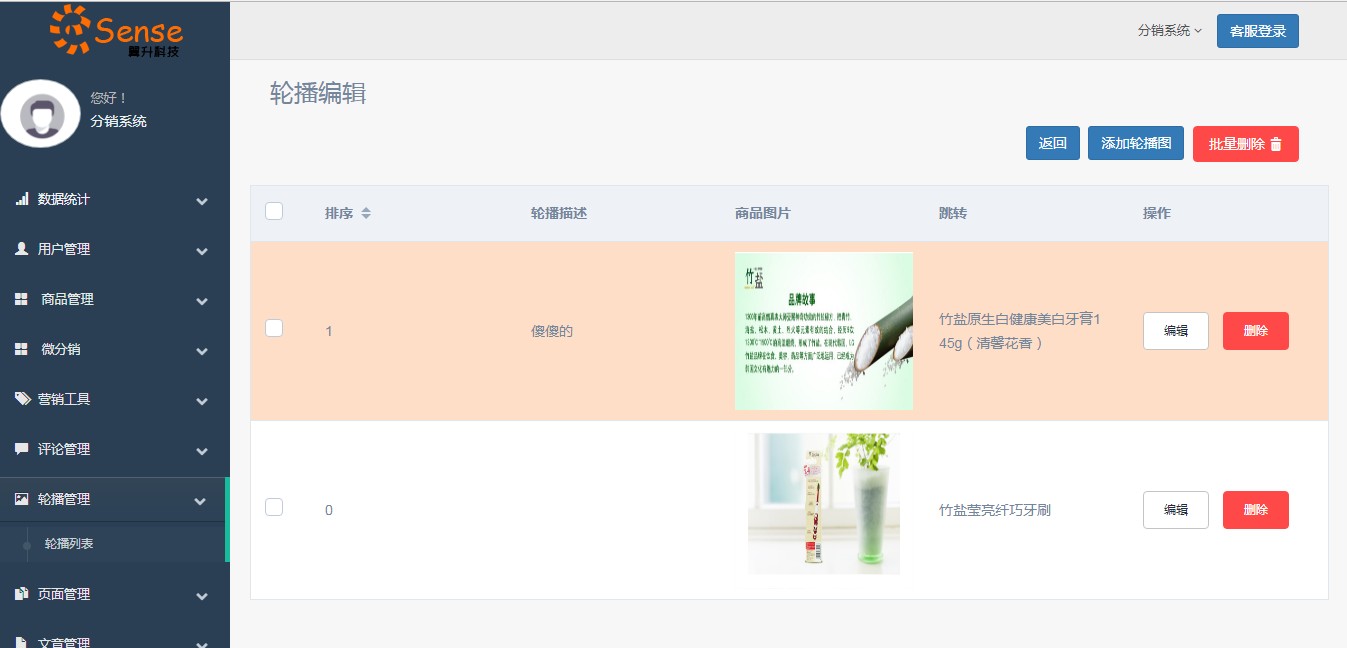 Sense
翼升科技
分销系统
客服登录
您好！
分销系统
数据统计
用户管理
商品管理
微分销
营销工具
评论管理
轮播管理
轮播列表
页面管理
文章管理
轮播编辑
返回
添加轮播图
批量删除
排序
轮播描述
商品图片
跳转
操作
1
傻傻的
竹盐
品牌故事
竹盐原生白健康美白牙膏1
45g（清馨花香）
编辑
删除
0
竹盐莹亮纤巧牙刷
编辑
删除